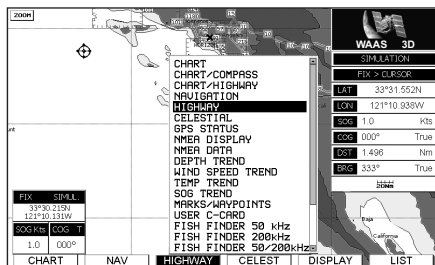 200M
WAAS 3D
SIMULATION
FIX > CURSOR
LAT 33°31.552N
LON 121°10.938W
SOG 1.0 Kts
COG 000° True
DST 1.496 Nm
BRG 333° True
20Nm
CHART
CHART/COMPASS
CHART/HIGHWAY
NAVIGATION
HIGHWAY
CELESTIAL
GPS STATUS
NMEA DISPLAY
NMEA DATA
DEPTH TREND
WIND SPEED TREND
TEMP TREND
SOG TREND
MARKS/WAYPOINTS
USER C-CARD
FISH FINDER 50 kHz
FISH FINDER 200kHz
FISH FINDER 50/200kHz
FIX SIMUL.
33°30.215N
121°10.131W
SOG Kts COG T
1.0 000°
Baja
California
CHART NAV HIGHWAY CELEST DISPLAY LIST